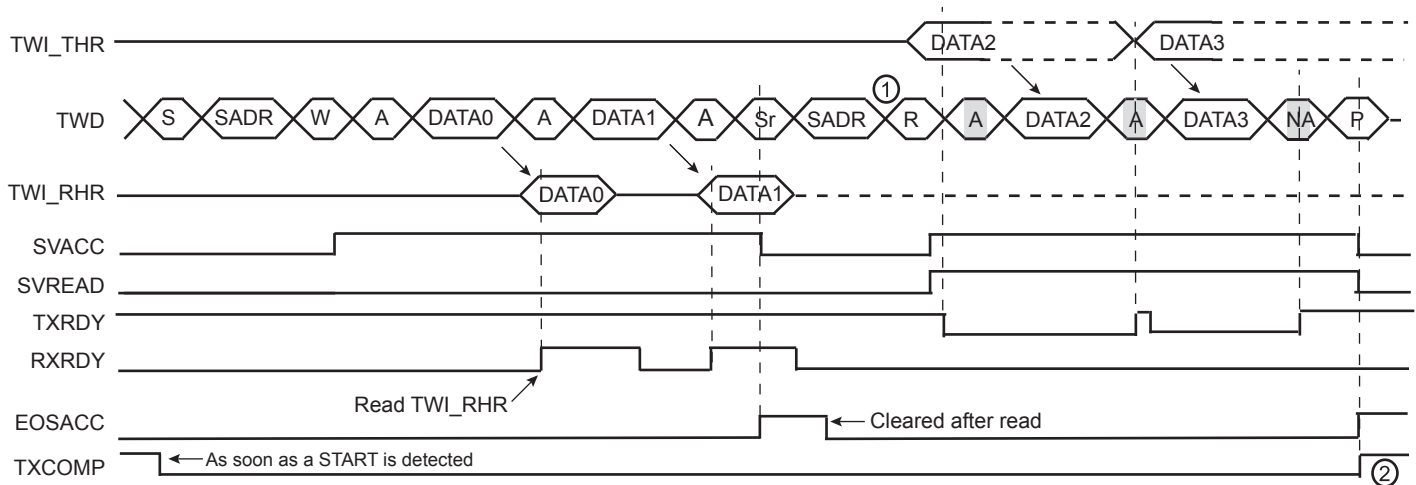 TWI_THR DATA2 DATA3
①
TWD S SADR W A DATA0 A DATA1 A Sr SADR R A DATA2 A DATA3 NA P
TWI_RHR DATA0 DATA1
SVACC
SVREAD
TXRDY
RXRDY
Read TWI_RHR
EOSACC Cleared after read
TXCOMP As soon as a START is detected ②